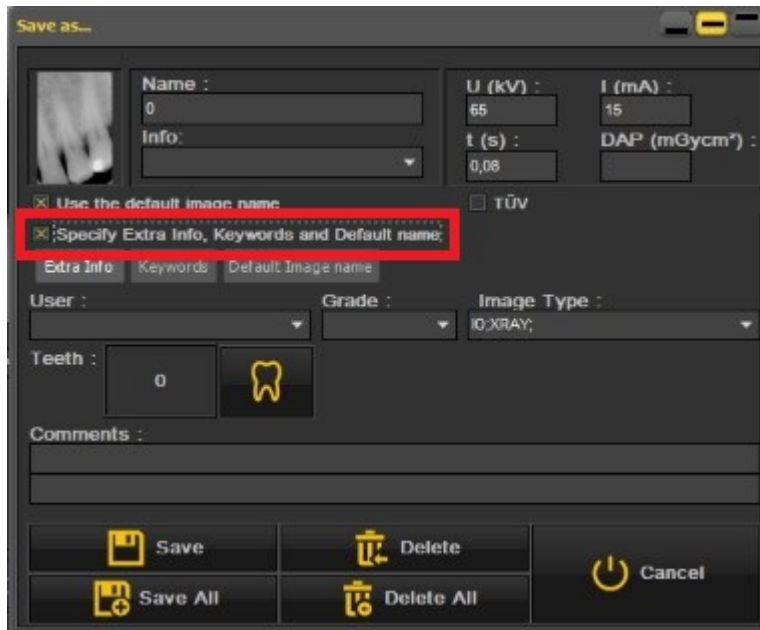 Save as...
Name :
0
Info:
U (kV) :
I (mA) :
65
15
t (s) :
DAP (mGycm²) :
0,08
Use the default image name
TÜV
Specify Extra Info, Keywords and Default name;
Extra Info
Keywords
Default Image name
User :
Grade :
Image Type :
IO;XRAY;
Teeth :
0
Comments :
Save
Delete
Cancel
Save All
Delete All